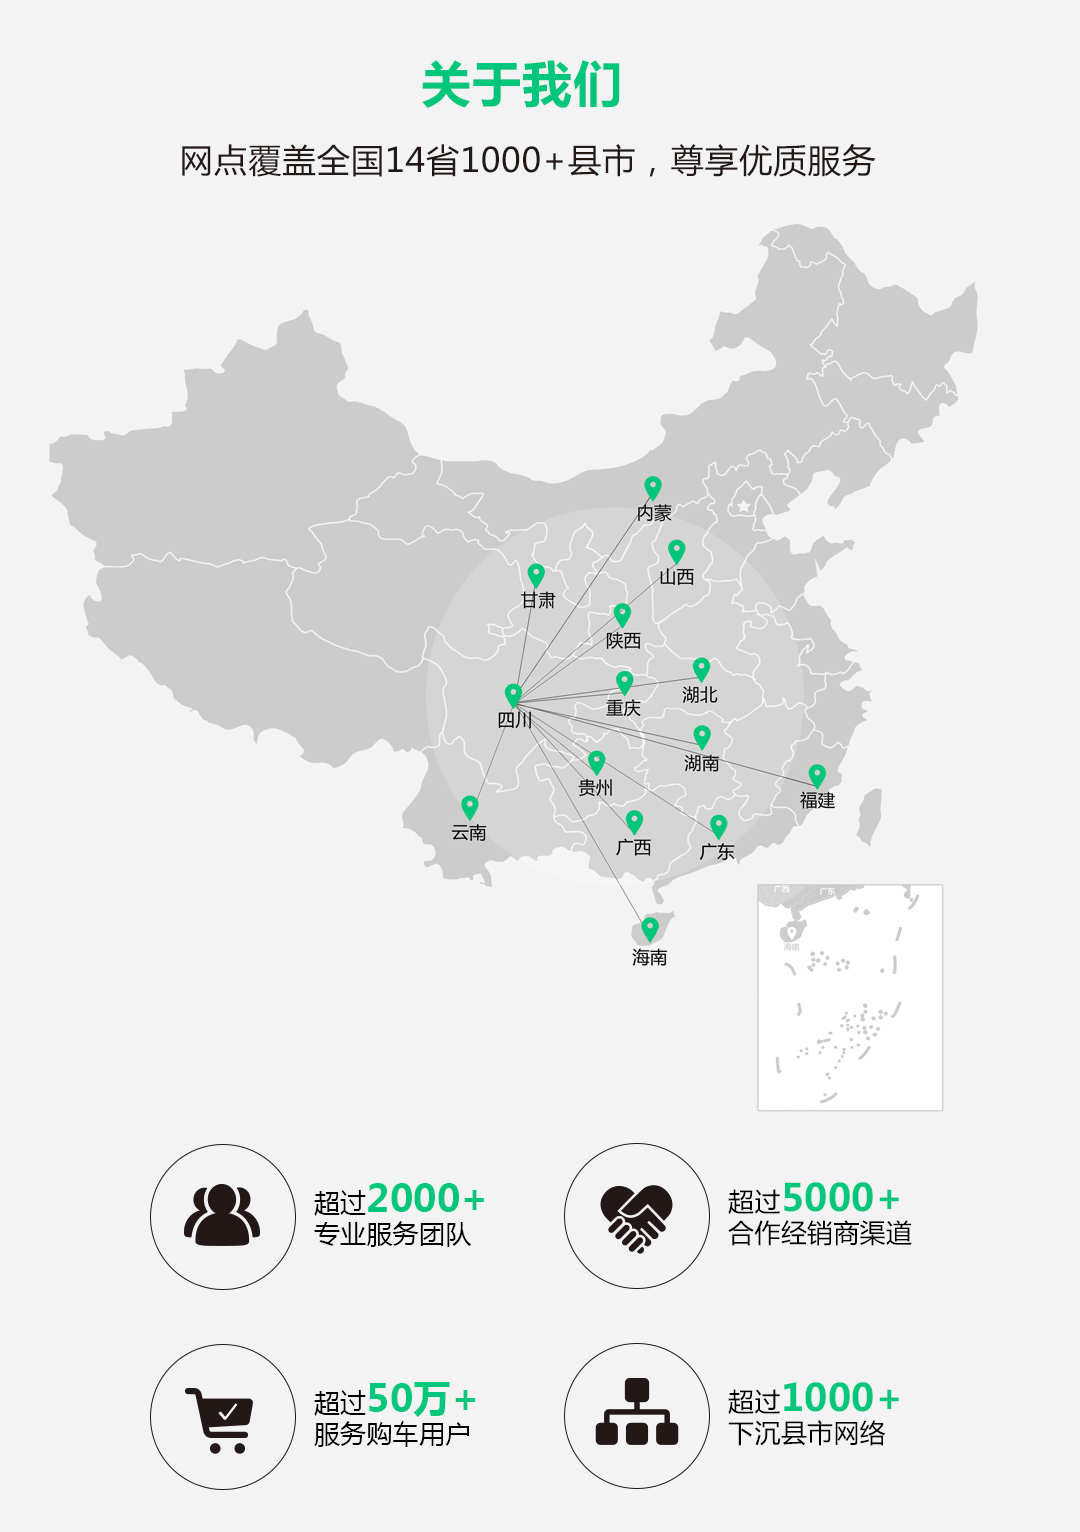 关于我们
网点覆盖全国14省1000+县市，尊享优质服务
内蒙
山西
甘肃
陕西
湖北
重庆
四川
湖南
贵州
福建
云南
广西
广东
海南
广西
广东
海南
超过2000+
专业服务团队
超过5000+
合作经销商渠道
超过50万+
服务购车用户
超过1000+
下沉县市网络